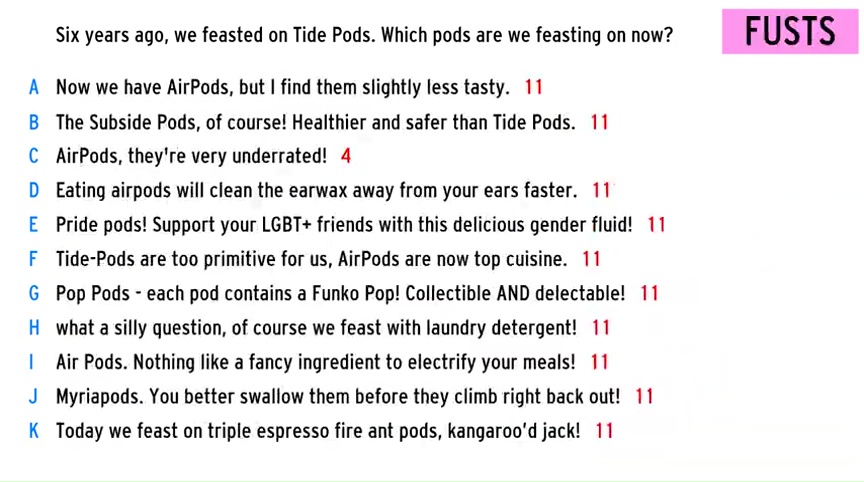 Six years ago, we feasted on Tide Pods. Which pods are we feasting on now?
FUSTS
A Now we have AirPods, but I find them slightly less tasty. 11
B The Subside Pods, of course! Healthier and safer than Tide Pods. 11
C AirPods, they're very underrated! 4
D Eating airpods will clean the earwax away from your ears faster. 11
E Pride pods! Support your LGBT+ friends with this delicious gender fluid! 11
F Tide-Pods are too primitive for us, AirPods are now top cuisine. 11
G Pop Pods - each pod contains a Funko Pop! Collectible AND delectable! 11
H what a silly question, of course we feast with laundry detergent! 11
I Air Pods. Nothing like a fancy ingredient to electrify your meals! 11
J Myriapods. You better swallow them before they climb right back out! 11
K Today we feast on triple espresso fire ant pods, kangaroo'd jack! 11